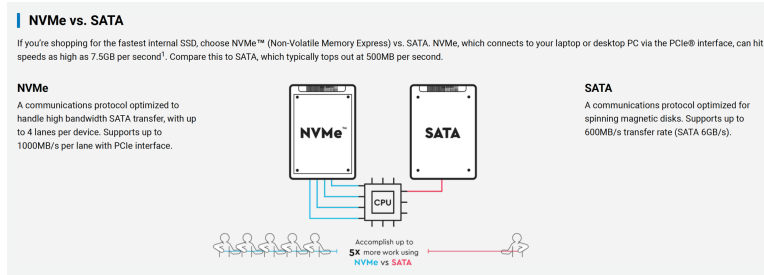 NVMe vs. SATA
If you're shopping for the fastest internal SSD, choose NVMe™ (Non-Volatile Memory Express) vs. SATA. NVMe, which connects to your laptop or desktop PC via the PCIe® interface, can hit
speeds as high as 7.5GB per second¹. Compare this to SATA, which typically tops out at 500MB per second.
NVMe
A communications protocol optimized to
handle high bandwidth SATA transfer, with up
to 4 lanes per device. Supports up to
1000MB/s per lane with PCIe interface.
NVMe™
SATA
CPU
Accomplish up to
5X more work using
NVMe vs SATA
SATA
A communications protocol optimized for
spinning magnetic disks. Supports up to
600MB/s transfer rate (SATA 6GB/s).